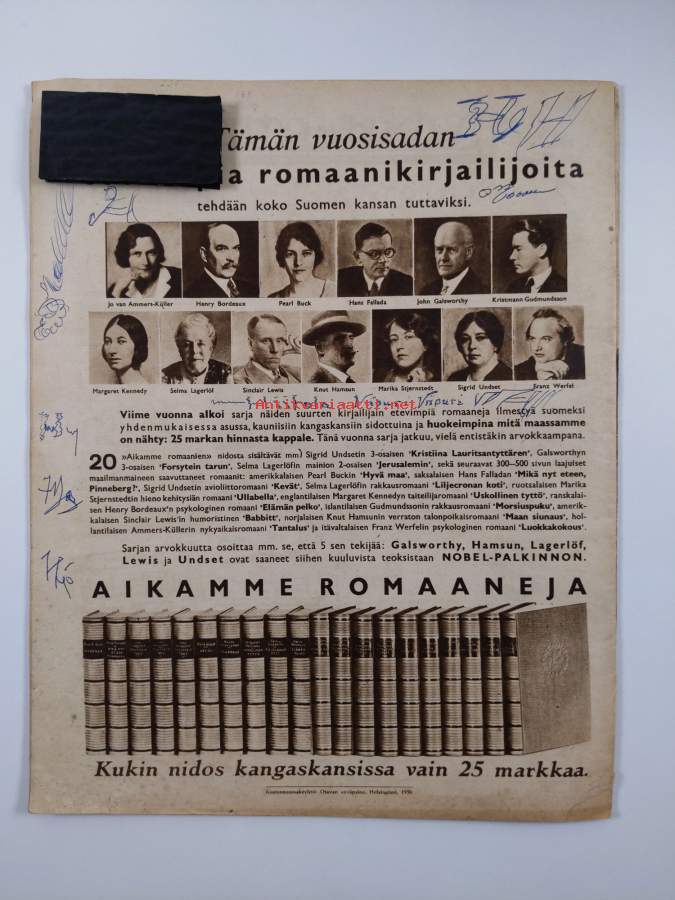 Tämän vuosisadan
romaanikirjailijoita
tehdään koko Suomen kansan tuttaviksi.
Jo van Ammers-Küller Henry Bordeaux Pearl Buck Hans Fallada John Galsworthy Kristmann Gudmundsson
Margaret Kennedy Selma Lagerlöf Sinclair Lewis Knut Hamsun Marika Stjernstedt Sigrid Undset Franz Werfel
Antikvariaatti.net
Viipuri Viipuri
Viime vuonna alkoi sarja näiden suurten kirjailijain etevimpiä romaaneja ilmestyä suomeksi
yhdenmukaisessa asussa, kauniisiin kangaskansiin sidottuina ja huokeimpina mitä maassamme
on nähty: 25 markan hinnasta kappale. Tänä vuonna sarja jatkuu, vielä entistäkin arvokkaampana.
20 »Aikamme romaanien» nidosta sisältävät mm. Sigrid Undsetin 3-osaisen 'Kristiina Lauritsantyttären', Galsworthyn
3-osaisen 'Forsytein tarun', Selma Lagerlöfin mainion 2-osaisen 'Jerusalemin', sekä seuraavat 300–500 sivun laajuiset
maailmanmaineen saavuttaneet romaanit: amerikkalaisen Pearl Buckin 'Hyvä maa', saksalaisen Hans Falladan 'Mikä nyt eteen,
Pinneberg?', Sigrid Undsetin avioliittoromaani 'Kevät', Selma Lagerlöfin rakkausromaani 'Liljecronan koti', ruotsalaisen Marika
Stjernstedtin hieno kehitysiän romaani 'Ullabella', englantilaisen Margaret Kennedyn taiteilijaromaani 'Uskollinen tyttö', ranskalai-
sen Henry Bordeaux'n psykologinen romaani 'Elämän pelko', islantilaisen Gudmundssonin rakkausromaani 'Morsiuspuku', amerik-
kalaisen Sinclair Lewis'in humoristinen 'Babbitt', norjalaisen Knut Hamsunin verraton talonpoikaisromaani 'Maan siunaus', hol-
lantilaisen Ammers-Küllerin nykyaikaisromaani 'Tantalus' ja itävaltalaisen Franz Werfelin psykologinen romaani 'Luokkakokous'.
Sarjan arvokkuutta osoittaa mm. se, että 5 sen tekijää: Galsworthy, Hamsun, Lagerlöf,
Lewis ja Undset ovat saaneet siihen kuuluvista teoksistaan NOBEL-PALKINNON.
AIKAMME ROMAANEJA
Kukin nidos kangaskansissa vain 25 markkaa.
Kustannusosakeyhtiö Otavan syväpaino, Helsingissä, 1936